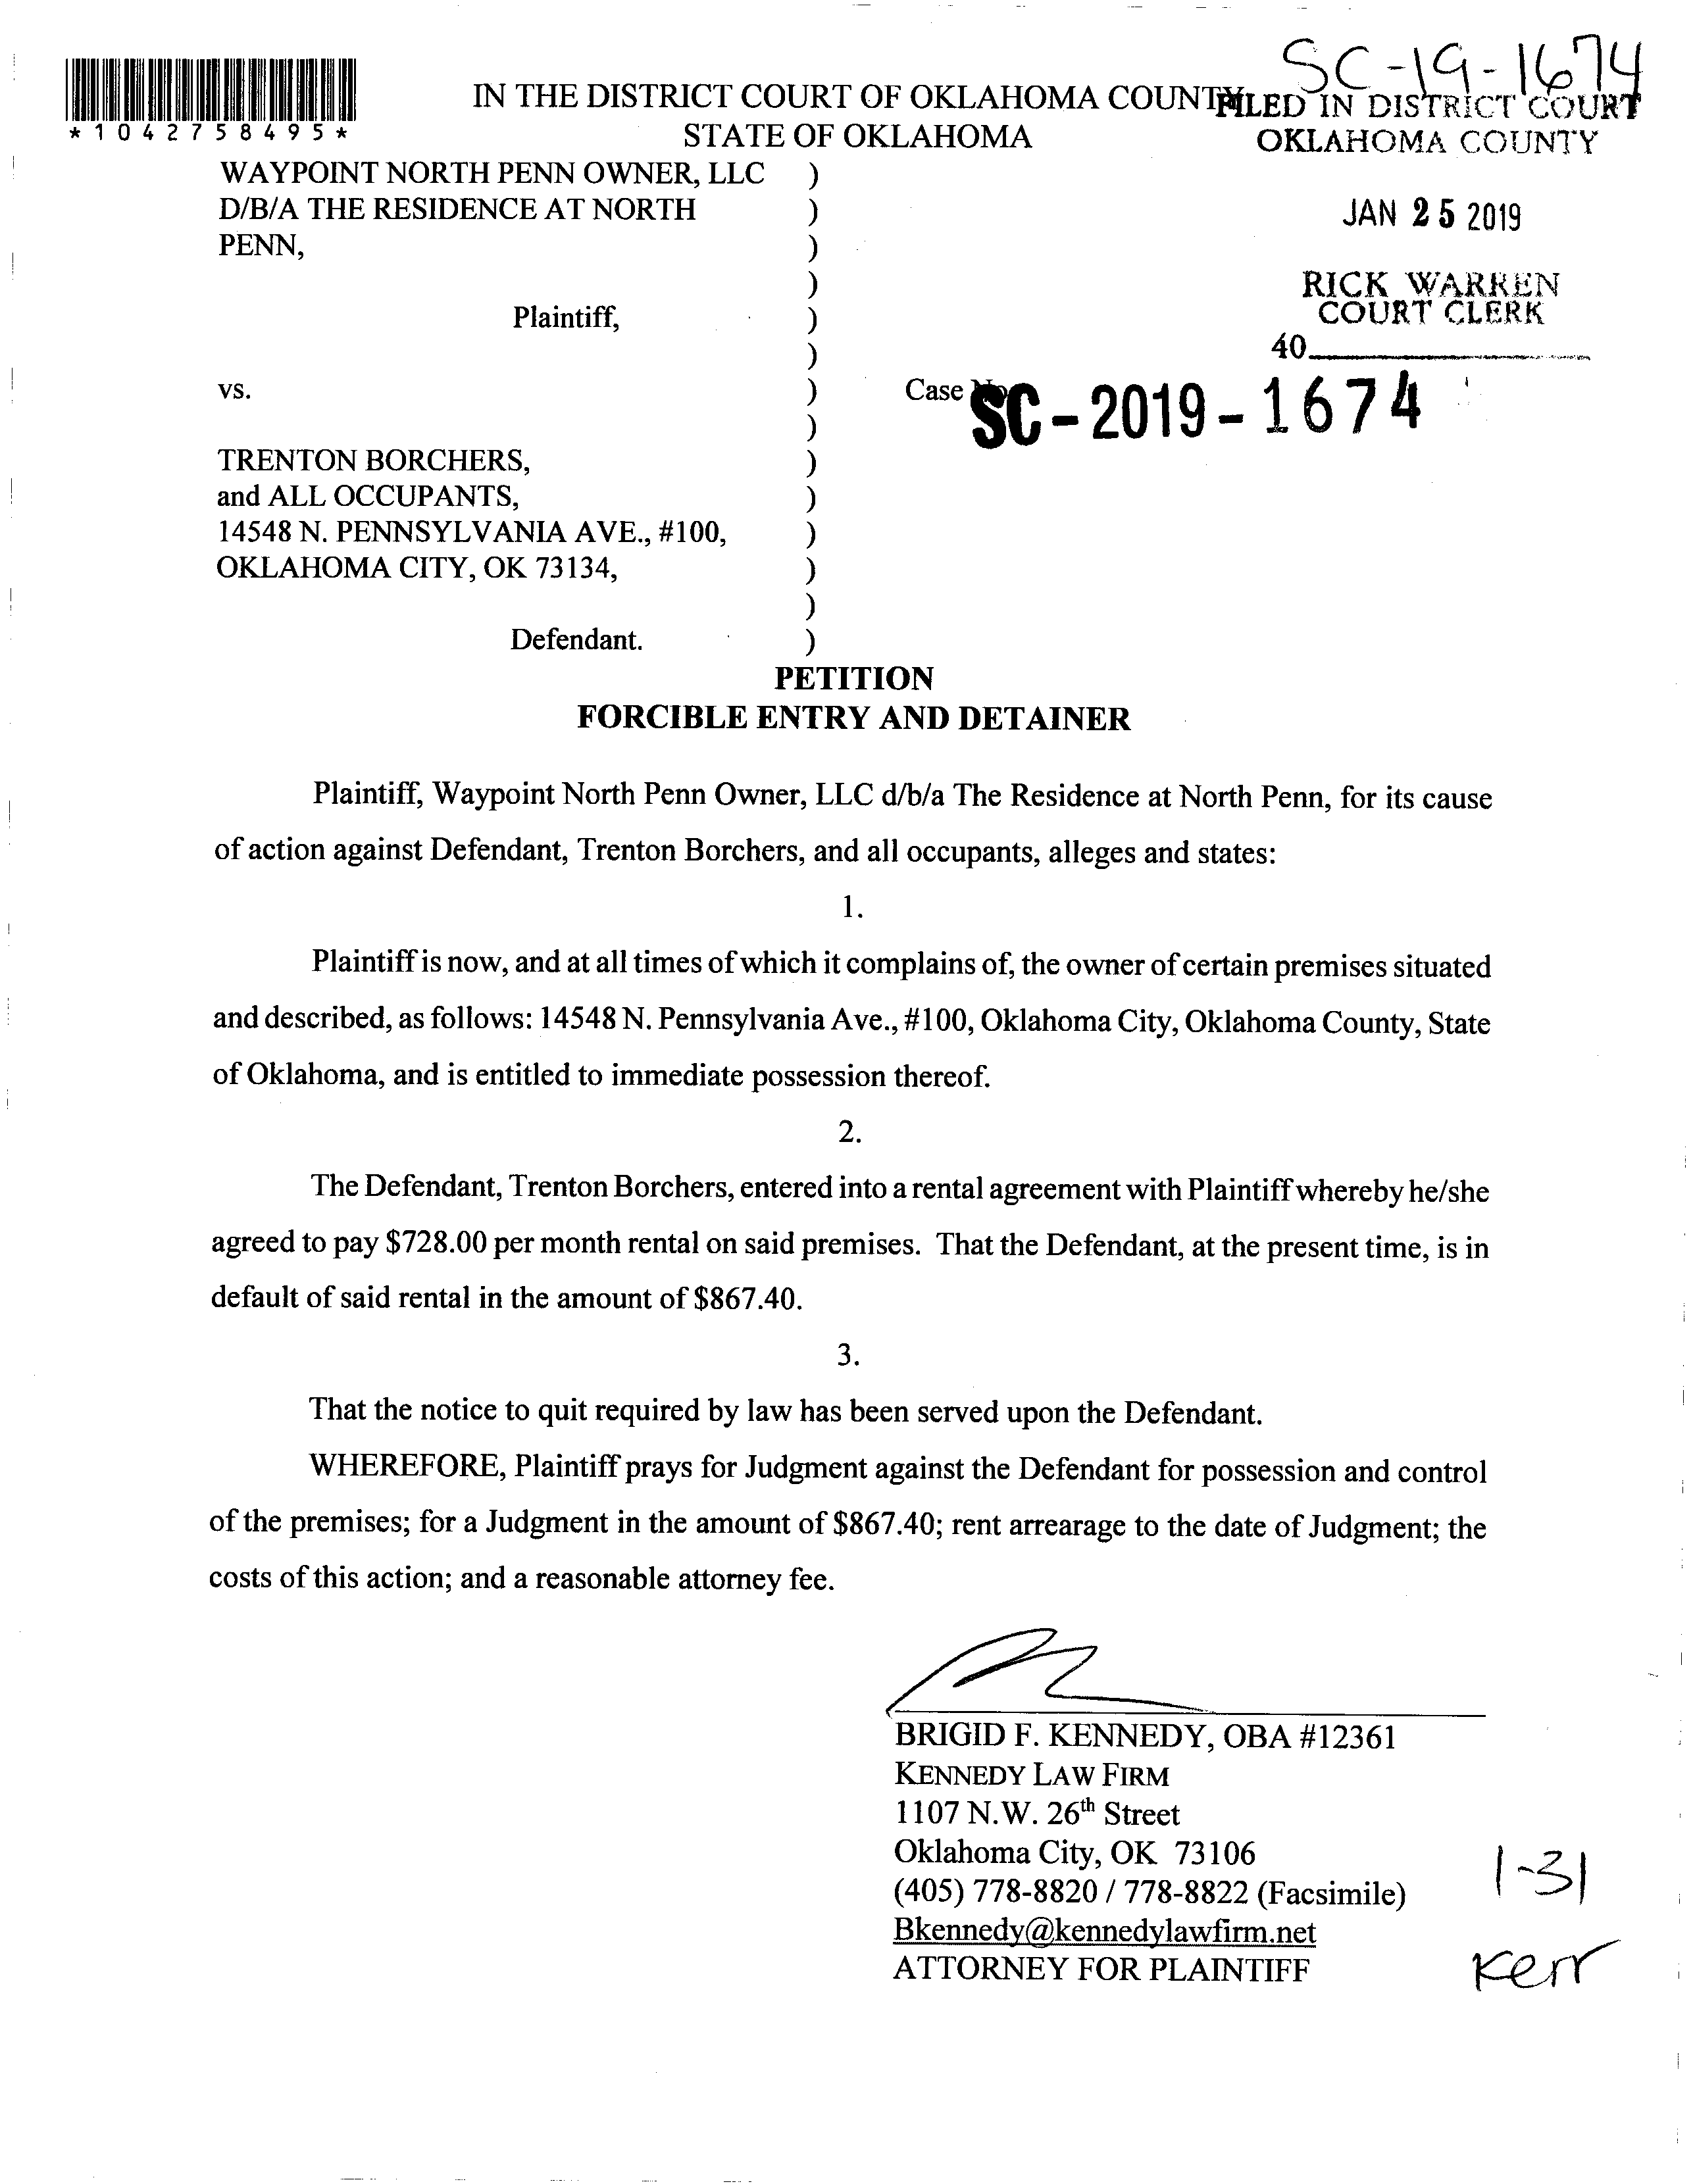 SC-19-1674
*1042758495*
IN THE DISTRICT COURT OF OKLAHOMA COUNTY
STATE OF OKLAHOMA
FILED IN DISTRICT COURT
OKLAHOMA COUNTY
JAN 25 2019
RICK WARREN
COURT CLERK
40
WAYPOINT NORTH PENN OWNER, LLC )
D/B/A THE RESIDENCE AT NORTH )
PENN, )
)
Plaintiff, )
)
vs. ) Case No.
SC-2019-1674
)
TRENTON BORCHERS, )
and ALL OCCUPANTS, )
14548 N. PENNSYLVANIA AVE., #100, )
OKLAHOMA CITY, OK 73134, )
)
Defendant. )
PETITION
FORCIBLE ENTRY AND DETAINER
Plaintiff, Waypoint North Penn Owner, LLC d/b/a The Residence at North Penn, for its cause
of action against Defendant, Trenton Borchers, and all occupants, alleges and states:
1.
Plaintiff is now, and at all times of which it complains of, the owner of certain premises situated
and described, as follows: 14548 N. Pennsylvania Ave., #100, Oklahoma City, Oklahoma County, State
of Oklahoma, and is entitled to immediate possession thereof.
2.
The Defendant, Trenton Borchers, entered into a rental agreement with Plaintiff whereby he/she
agreed to pay $728.00 per month rental on said premises. That the Defendant, at the present time, is in
default of said rental in the amount of $867.40.
3.
That the notice to quit required by law has been served upon the Defendant.
WHEREFORE, Plaintiff prays for Judgment against the Defendant for possession and control
of the premises; for a Judgment in the amount of $867.40; rent arrearage to the date of Judgment; the
costs of this action; and a reasonable attorney fee.
BRIGID F. KENNEDY, OBA #12361
KENNEDY LAW FIRM
1107 N.W. 26th Street
Oklahoma City, OK 73106
(405) 778-8820 / 778-8822 (Facsimile)
Bkennedy@kennedylawfirm.net
ATTORNEY FOR PLAINTIFF
1-31
Kerr